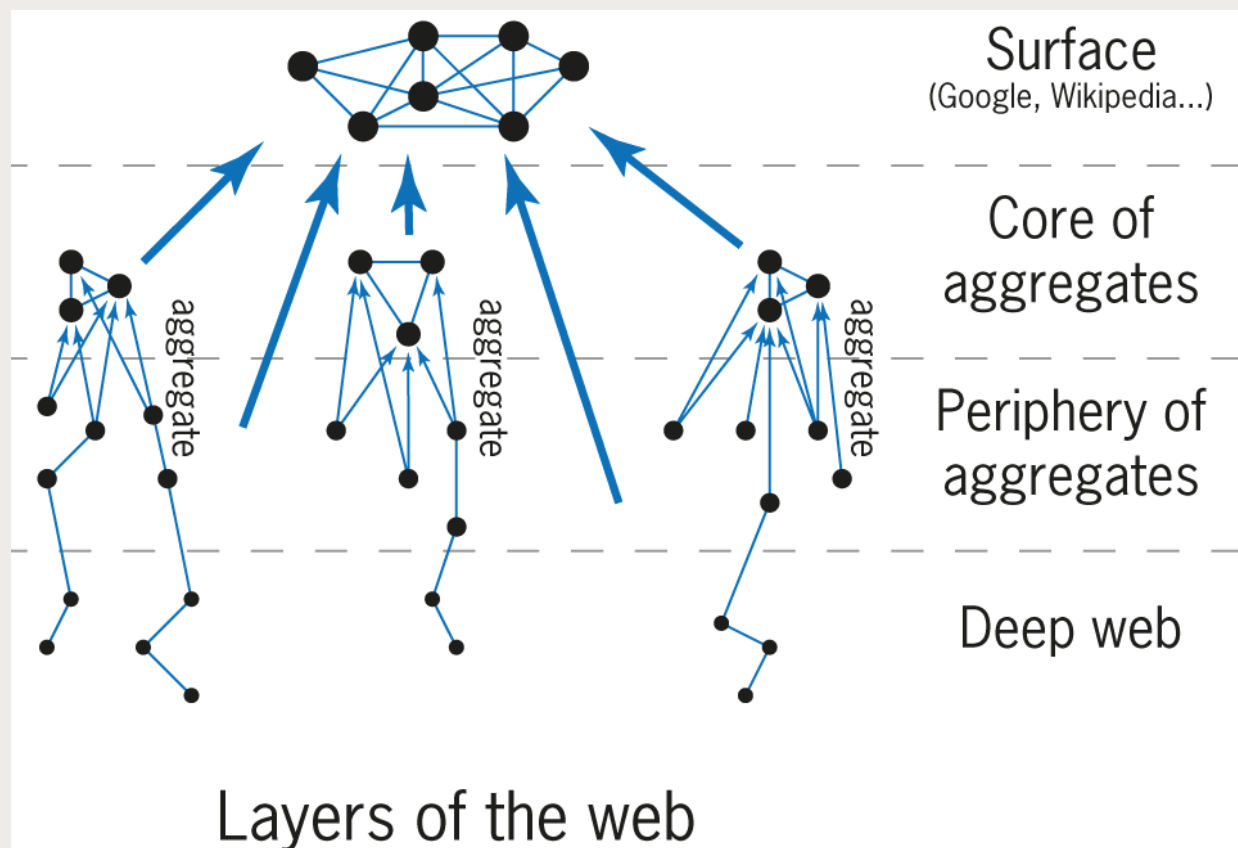 Surface
(Google, Wikipedia...)
Core of
aggregates
aggregate
aggregate
aggregate
Periphery of
aggregates
Deep web
Layers of the web